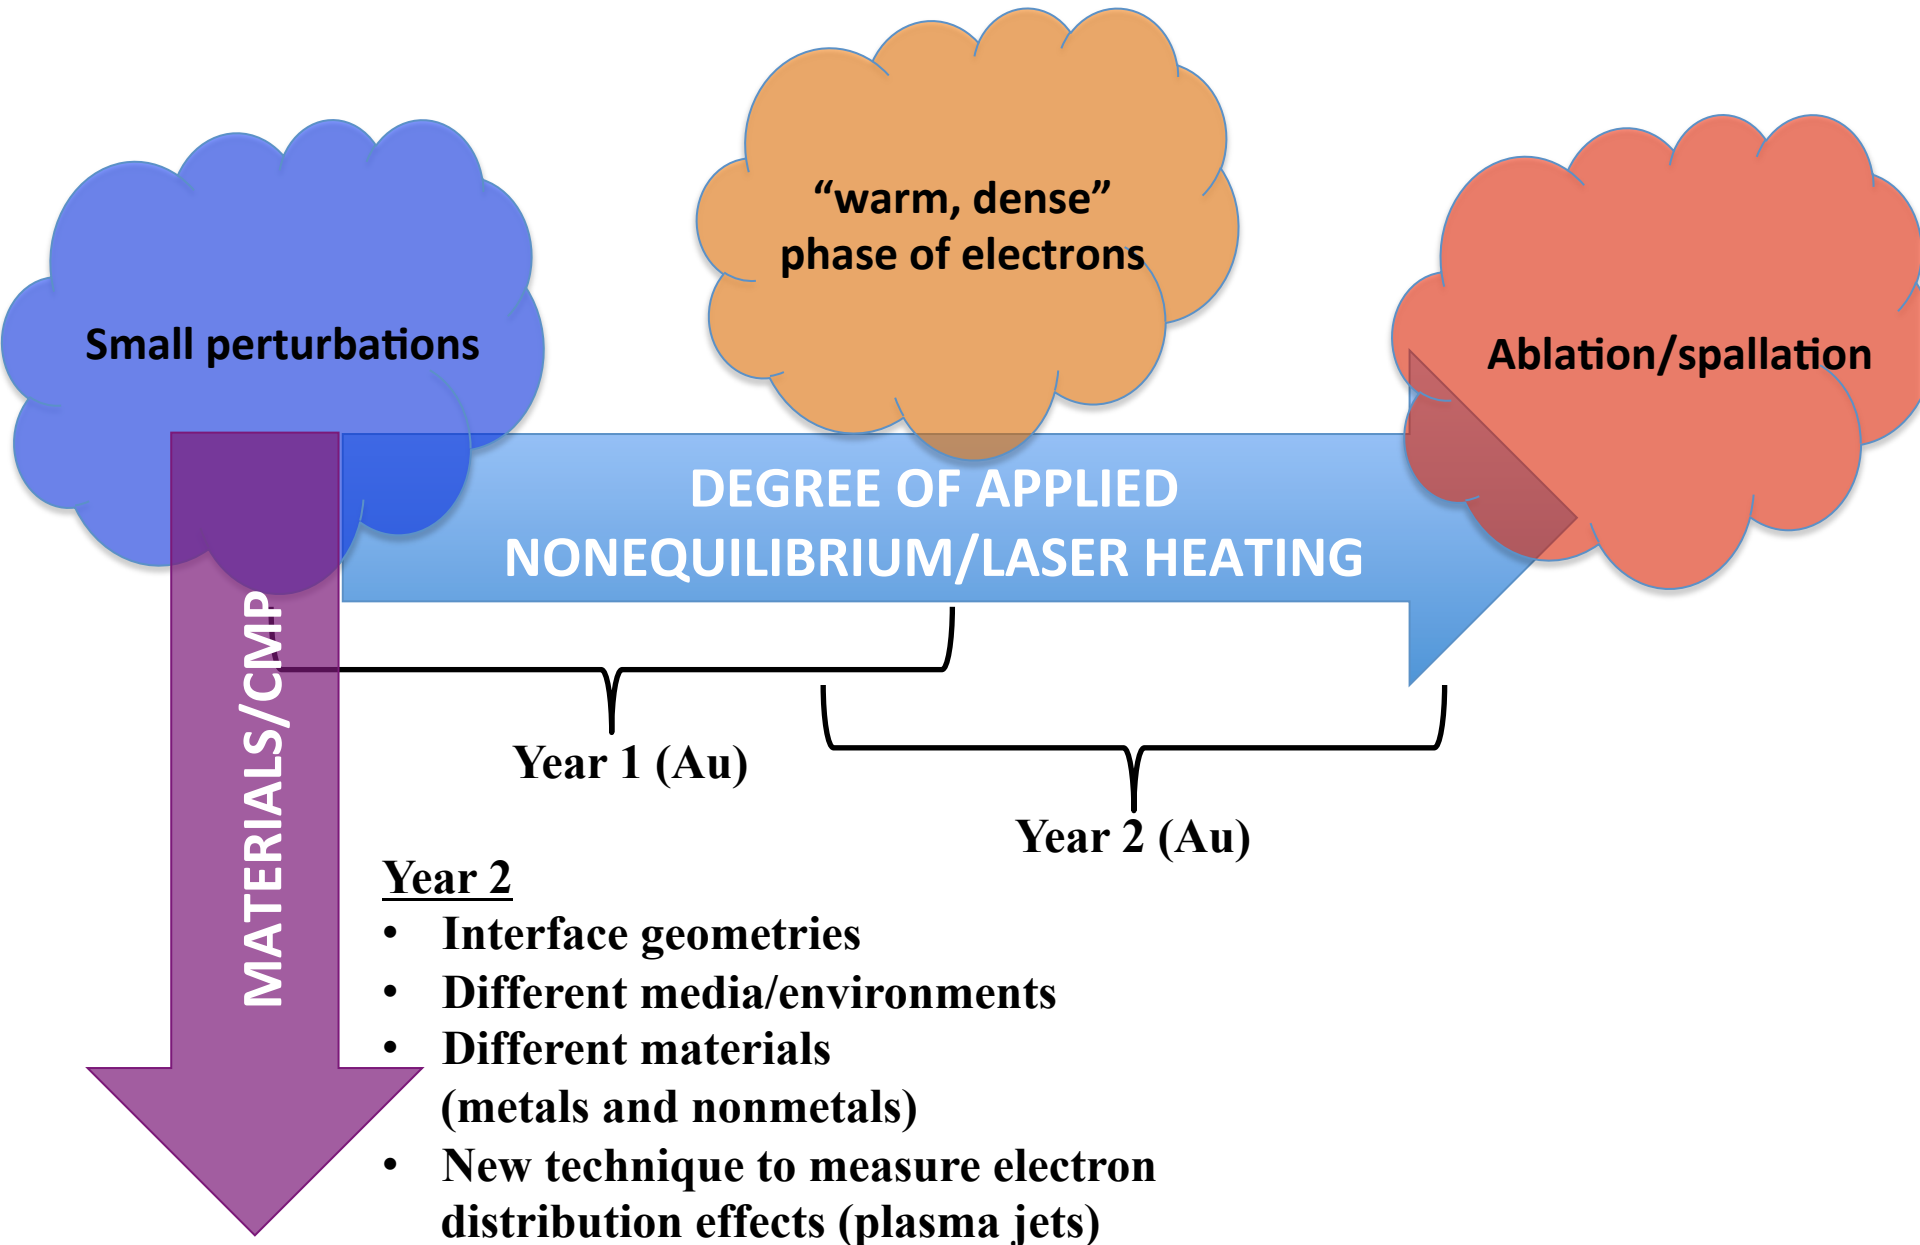 “warm, dense”
phase of electrons
Small perturbations
Ablation/spallation
DEGREE OF APPLIED
NONEQUILIBRIUM/LASER HEATING
MATERIALS/CMP
Year 1 (Au)
Year 2 (Au)
Year 2
• Interface geometries
• Different media/environments
• Different materials
(metals and nonmetals)
• New technique to measure electron
distribution effects (plasma jets)